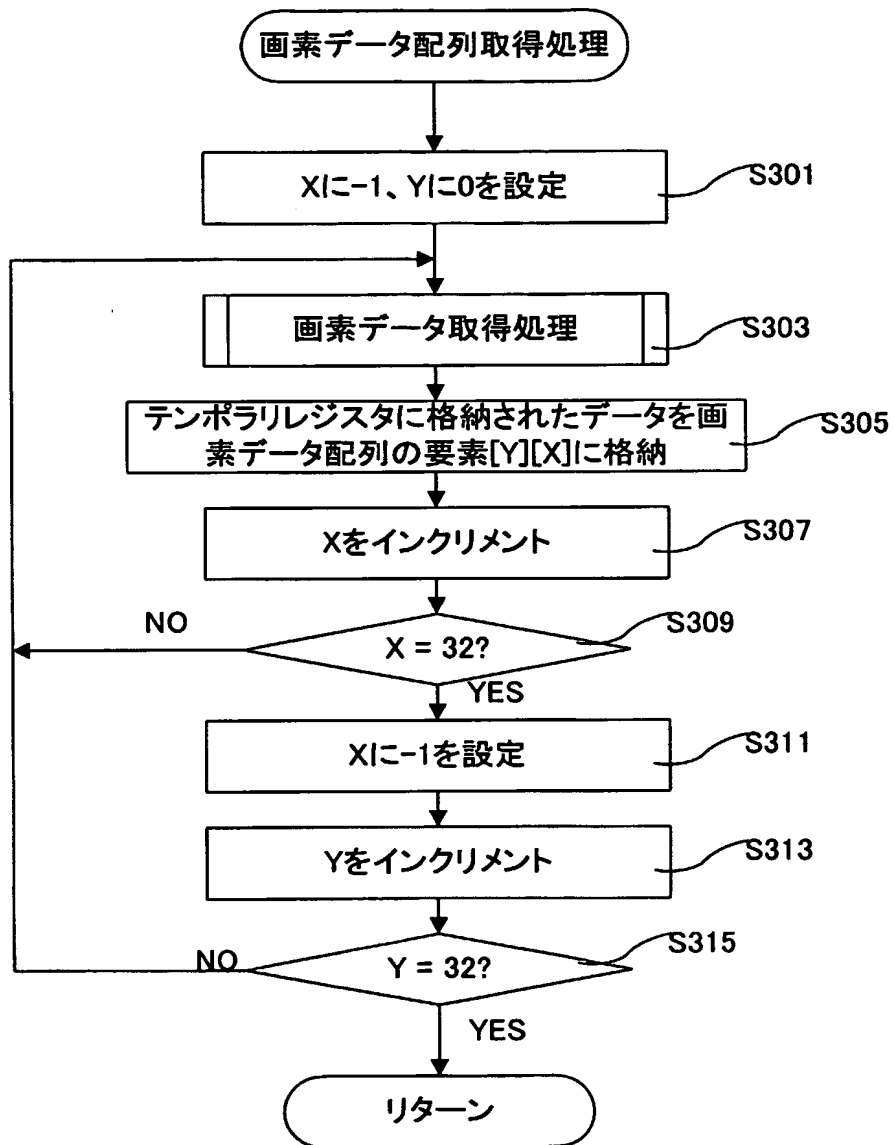 画素データ配列取得処理
Xに-1、Yに0を設定
S301
画素データ取得処理
S303
テンポラリレジスタに格納されたデータを画
素データ配列の要素[Y][X]に格納
S305
Xをインクリメント
S307
NO
X = 32?
S309
YES
Xに-1を設定
S311
Yをインクリメント
S313
NO
Y = 32?
S315
YES
リターン